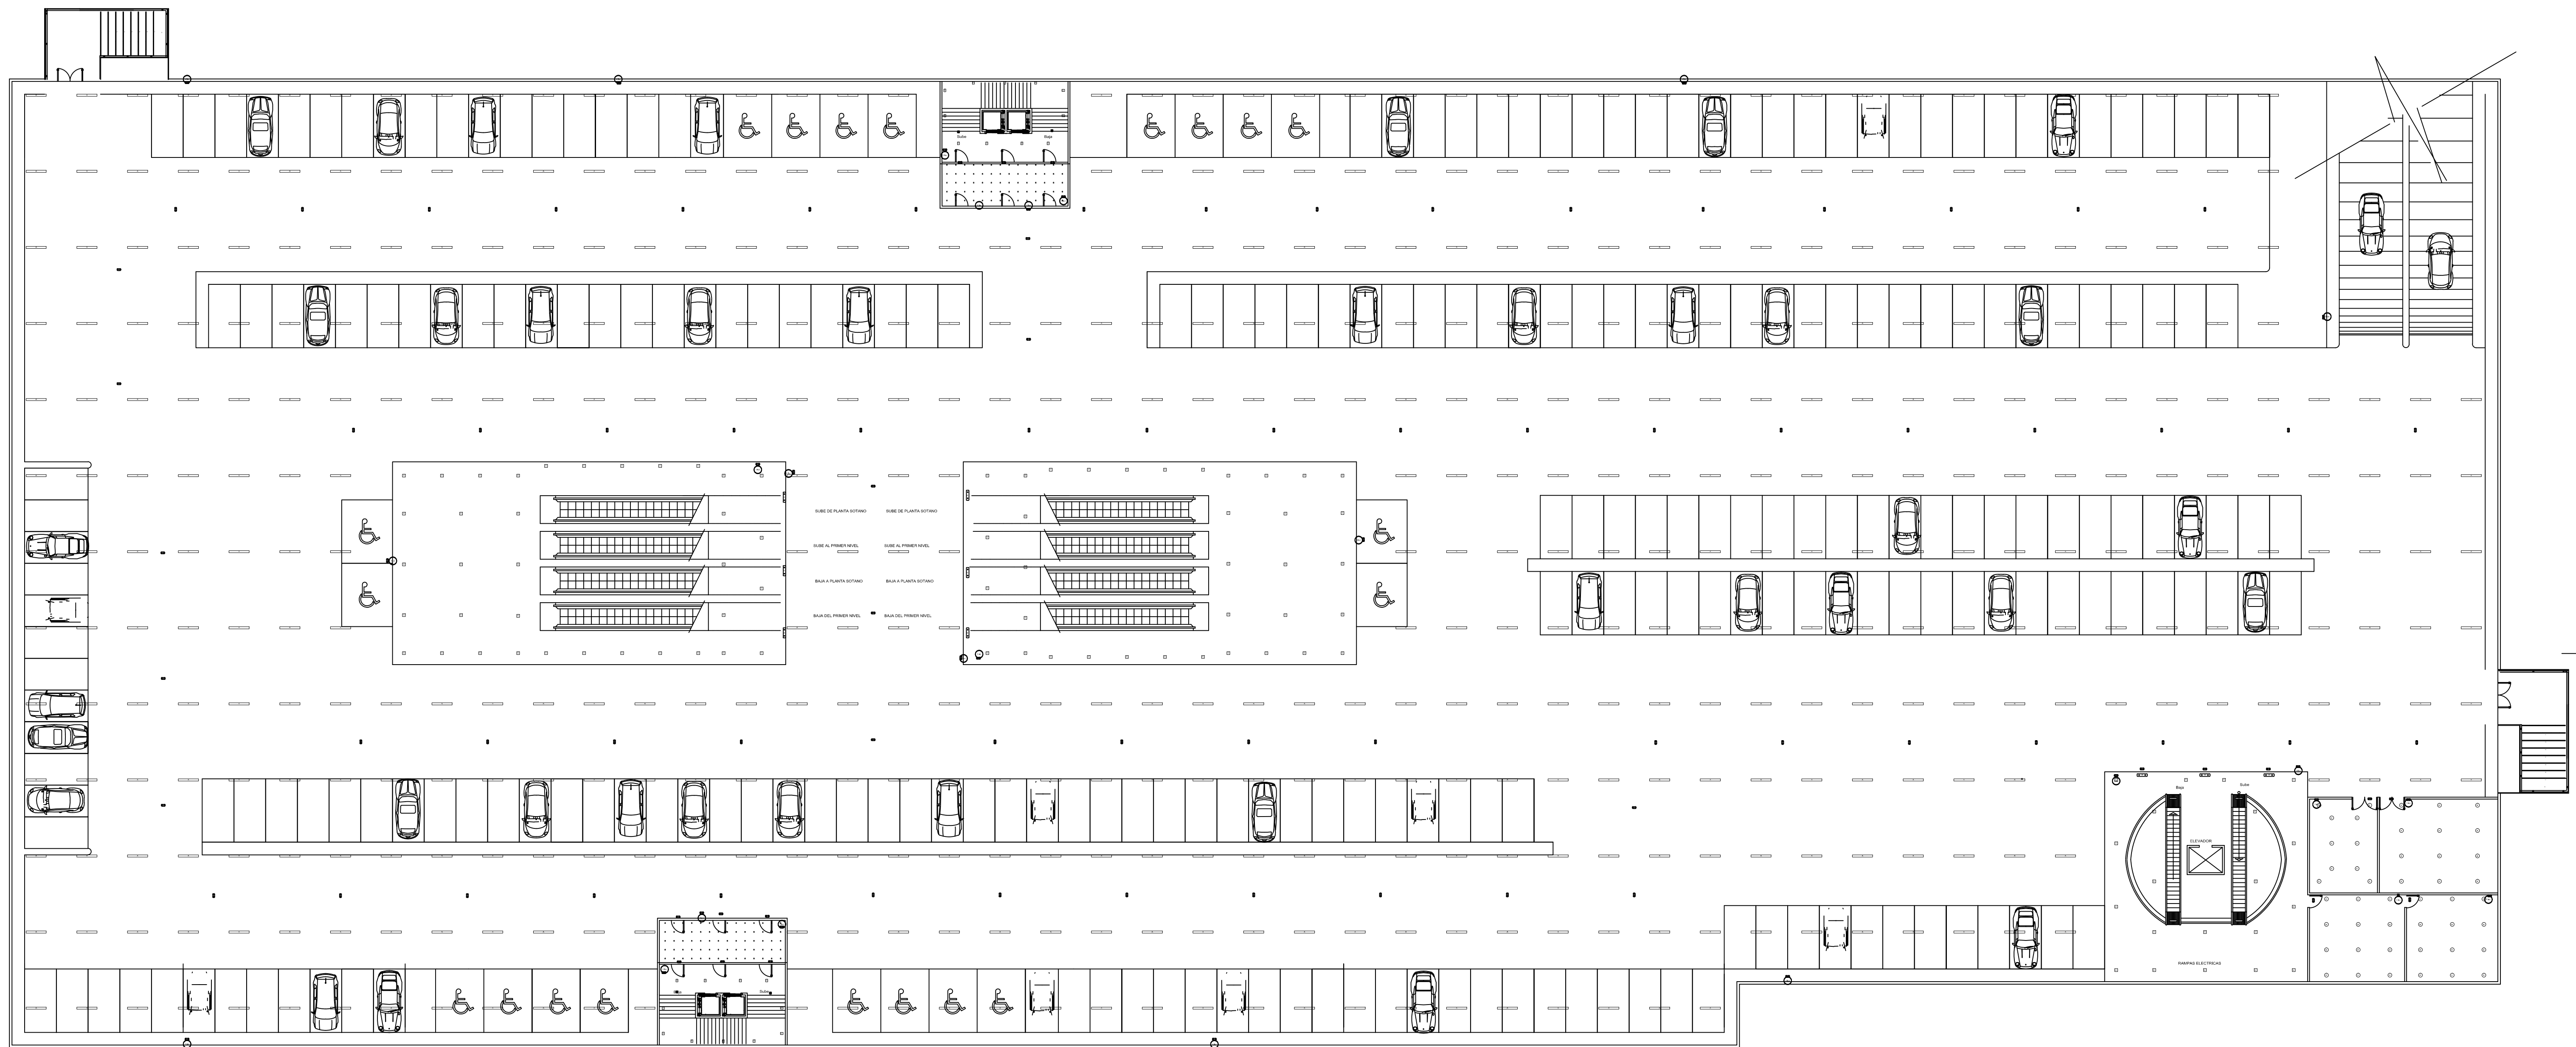 Sube
Baja
SUBE DE PLANTA SOTANO
SUBE DE PLANTA SOTANO
SUBE AL PRIMER NIVEL
SUBE AL PRIMER NIVEL
BAJA A PLANTA SOTANO
BAJA A PLANTA SOTANO
BAJA DEL PRIMER NIVEL
BAJA DEL PRIMER NIVEL
Baja
Sube
ELEVADOR
RAMPAS ELECTRICAS
Sube